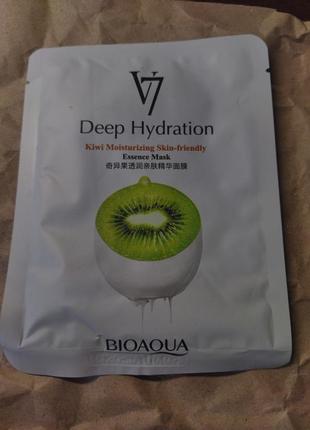 V7
Deep Hydration
Kiwi Moisturizing Skin-friendly
Essence Mask
奇异果透润亲肤精华面膜
BIOAQUA